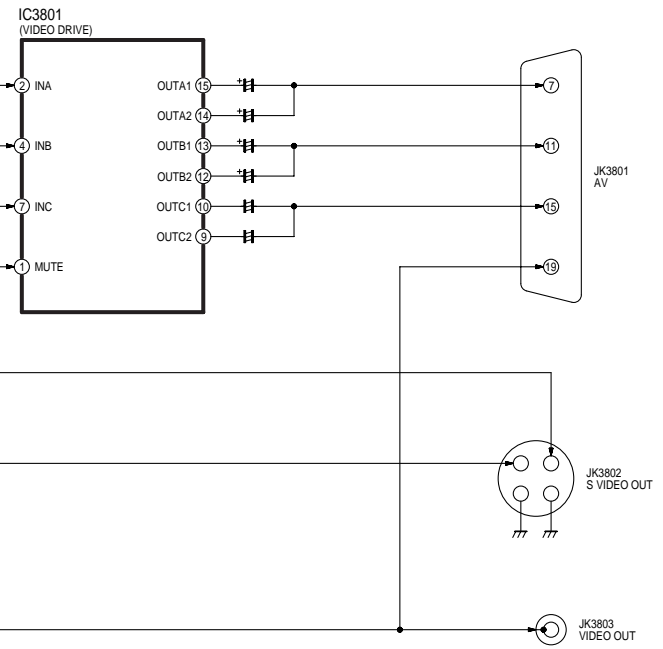 IC3801
(VIDEO DRIVE)
2 INA OUTA1 15 + 7
OUTA2 14 +
4 INB OUTB1 13 + 11
OUTB2 12 +
JK3801
AV
7 INC OUTC1 10 15
OUTC2 9
1 MUTE 19
JK3802
S VIDEO OUT
JK3803
VIDEO OUT